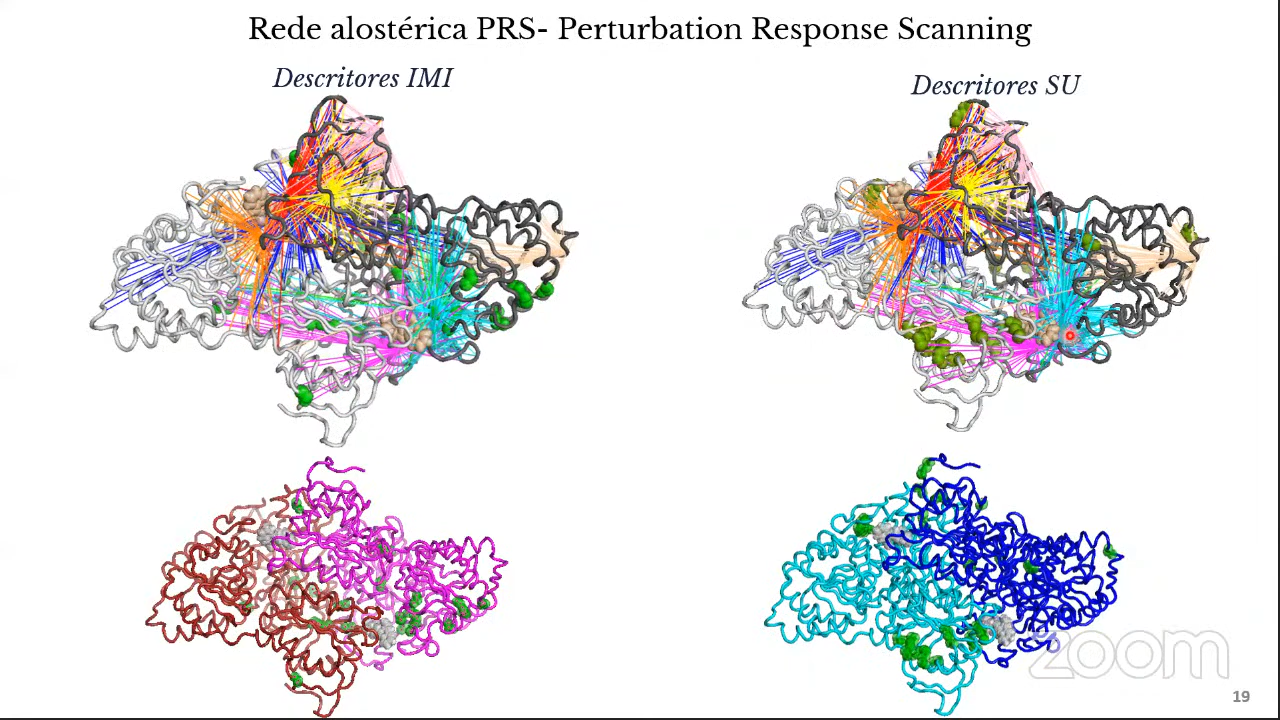 Rede alostérica PRS- Perturbation Response Scanning
Descritores IMI
Descritores SU
zoom
19